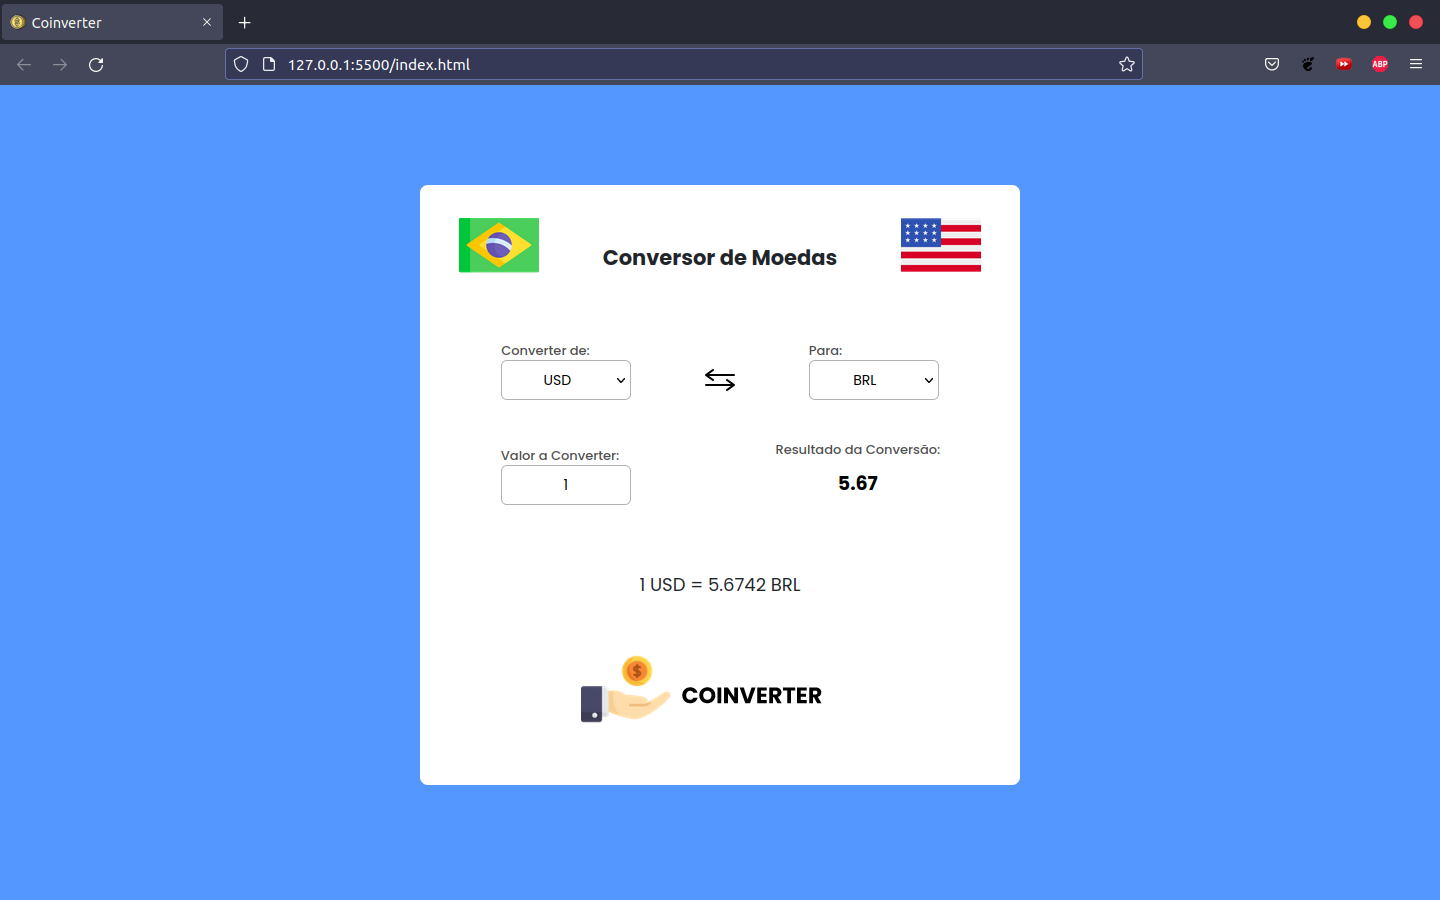 Coinverter
127.0.0.1:5500/index.html
ABP
Conversor de Moedas
Converter de:
Para:
USD
BRL
Valor a Converter:
Resultado da Conversão:
1
5.67
1 USD = 5.6742 BRL
$
COINVERTER